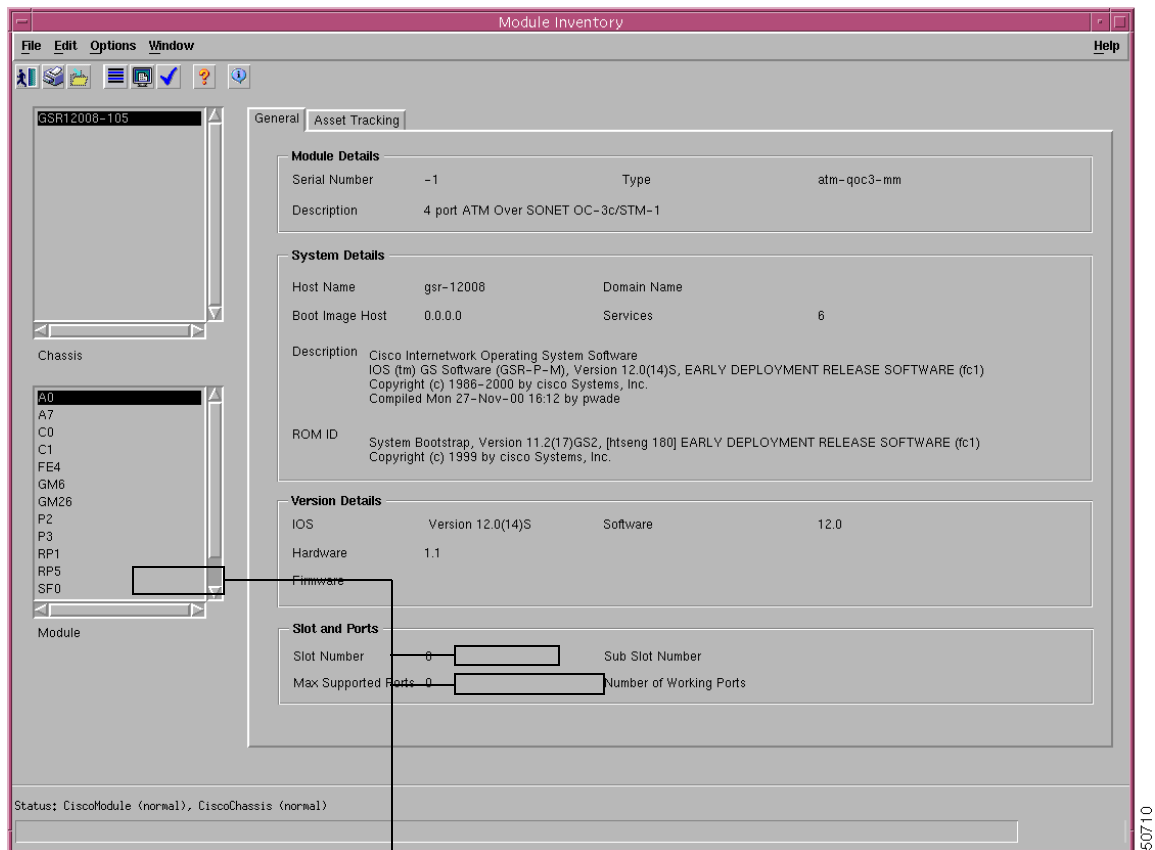 Module Inventory
File Edit Options Window Help
GSR12008-105
Chassis
A0
A7
C0
C1
FE4
GM6
GM26
P2
P3
RP1
RP5
SF0
Module
General Asset Tracking
Module Details
Serial Number -1 Type atm-qoc3-mm
Description 4 port ATM Over SONET OC-3c/STM-1
System Details
Host Name gsr-12008 Domain Name
Boot Image Host 0.0.0.0 Services 6
Description Cisco Internetwork Operating System Software
IOS (tm) GS Software (GSR-P-M), Version 12.0(14)S, EARLY DEPLOYMENT RELEASE SOFTWARE (fc1)
Copyright (c) 1986-2000 by cisco Systems, Inc.
Compiled Mon 27-Nov-00 16:12 by pwade
ROM ID System Bootstrap, Version 11.2(17)GS2, [htseng 180] EARLY DEPLOYMENT RELEASE SOFTWARE (fc1)
Copyright (c) 1999 by cisco Systems, Inc.
Version Details
IOS Version 12.0(14)S Software 12.0
Hardware 1.1
Firmware
Slot and Ports
Slot Number Sub Slot Number
Max Supported Ports 0 Number of Working Ports
Status: CiscoModule (normal), CiscoChassis (normal)
50710